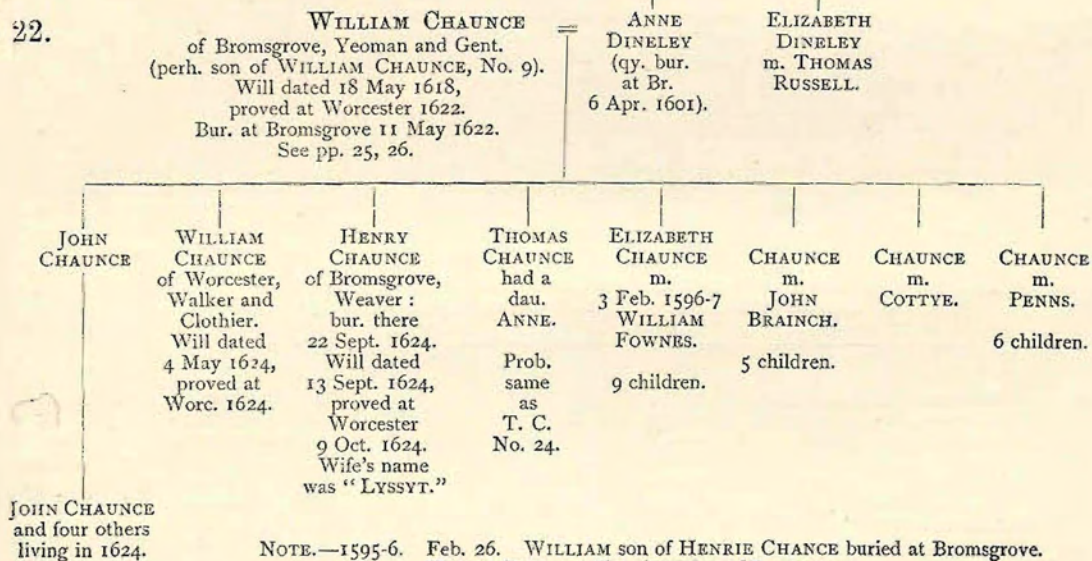 22.
WILLIAM CHAUNCE
of Bromsgrove, Yeoman and Gent.
(perh. son of WILLIAM CHAUNCE, No. 9).
Will dated 18 May 1618,
proved at Worcester 1622.
Bur. at Bromsgrove 11 May 1622.
See pp. 25, 26.
=
ANNE
DINELEY
(qy. bur.
at Br.
6 Apr. 1601).
ELIZABETH
DINELEY
m. THOMAS
RUSSELL.
JOHN
CHAUNCE
WILLIAM
CHAUNCE
of Worcester,
Walker and
Clothier.
Will dated
4 May 1624,
proved at
Worc. 1624.
HENRY
CHAUNCE
of Bromsgrove,
Weaver :
bur. there
22 Sept. 1624.
Will dated
13 Sept. 1624,
proved at
Worcester
9 Oct. 1624.
Wife's name
was "LYSSYT."
THOMAS
CHAUNCE
had a
dau.
ANNE.
Prob.
same
as
T. C.
No. 24.
ELIZABETH
CHAUNCE
m.
3 Feb. 1596-7
WILLIAM
FOWNES.
9 children.
CHAUNCE
m.
JOHN
BRAINCH.
5 children.
CHAUNCE
m.
COTTYE.
CHAUNCE
m.
PENNS.
6 children.
JOHN CHAUNCE
and four others
living in 1624.
NOTE.—1595-6. Feb. 26. WILLIAM son of HENRIE CHANCE buried at Bromsgrove.